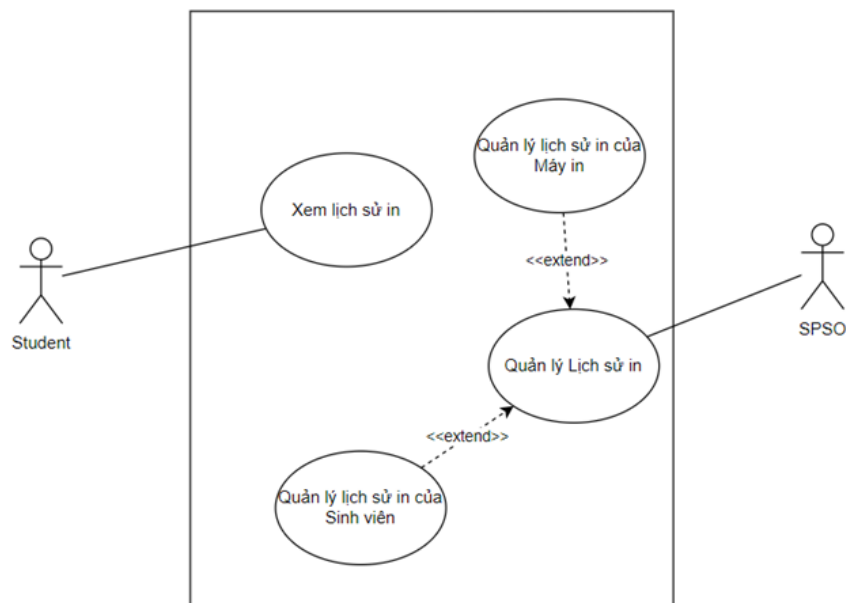 Quản lý lịch sử in của
Máy in
Xem lịch sử in
<<extend>>
Student
SPSO
Quản lý Lịch sử in
<<extend>>
Quản lý lịch sử in của
Sinh viên